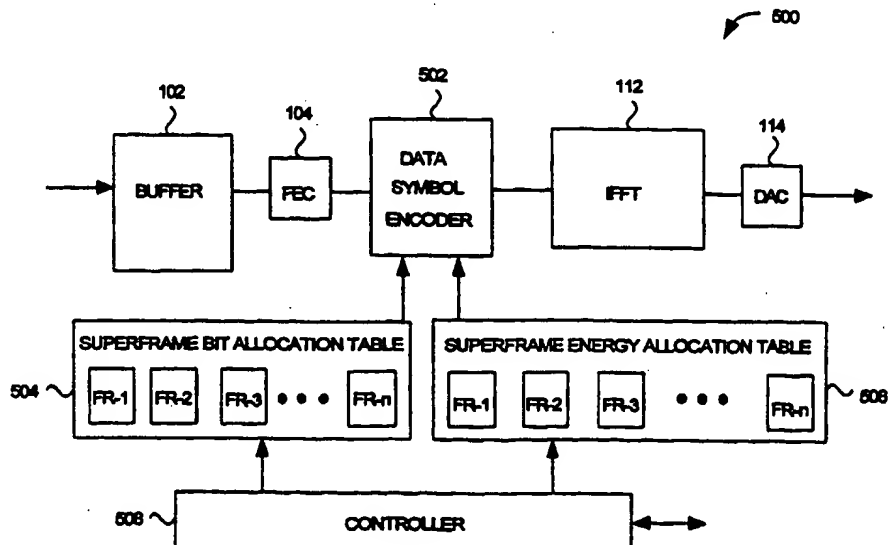 500
102
104
502
112
114
BUFFER
FEC
DATA
SYMBOL
ENCODER
IFFT
DAC
SUPERFRAME BIT ALLOCATION TABLE
504
FR-1
FR-2
FR-3
• • •
FR-n
SUPERFRAME ENERGY ALLOCATION TABLE
FR-1
FR-2
FR-3
• • •
FR-n
506
508
CONTROLLER